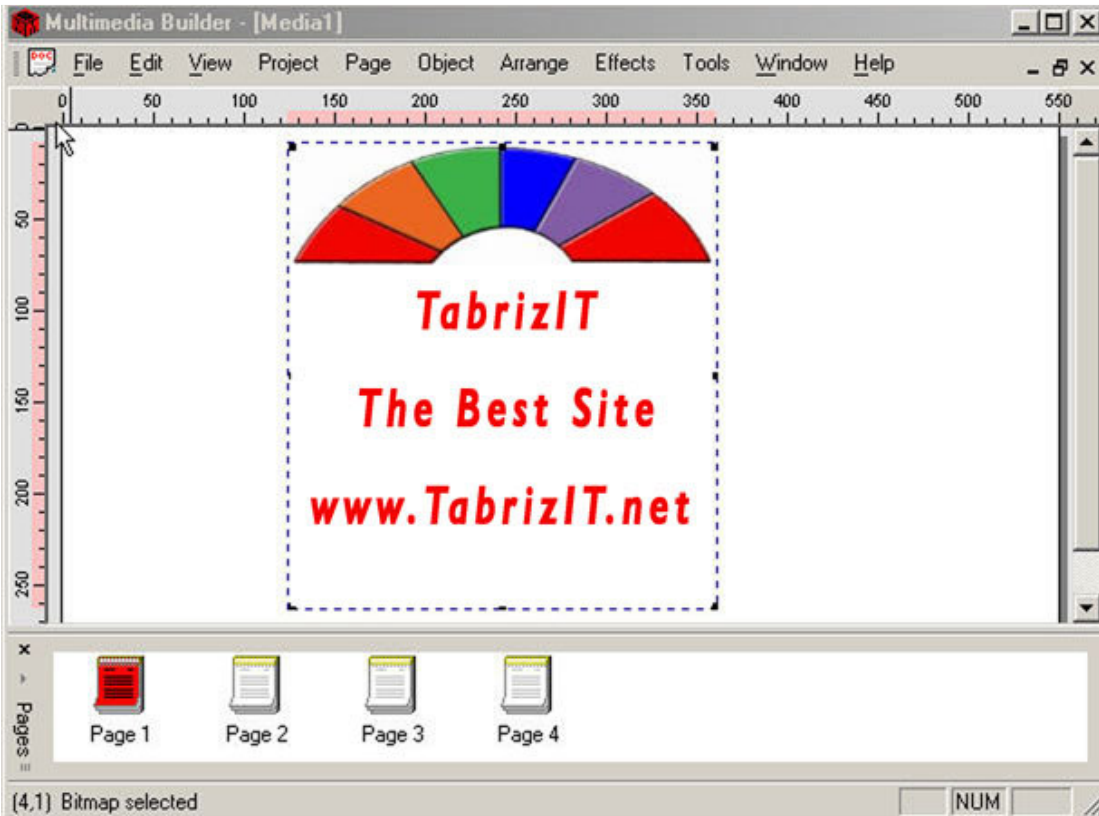 Multimedia Builder - [Media1]
File Edit View Project Page Object Arrange Effects Tools Window Help
0 50 100 150 200 250 300 350 400 450 500 550
0
50
100
150
200
250
TabrizIT
The Best Site
www.TabrizIT.net
Pages
Page 1 Page 2 Page 3 Page 4
(4,1) Bitmap selected NUM